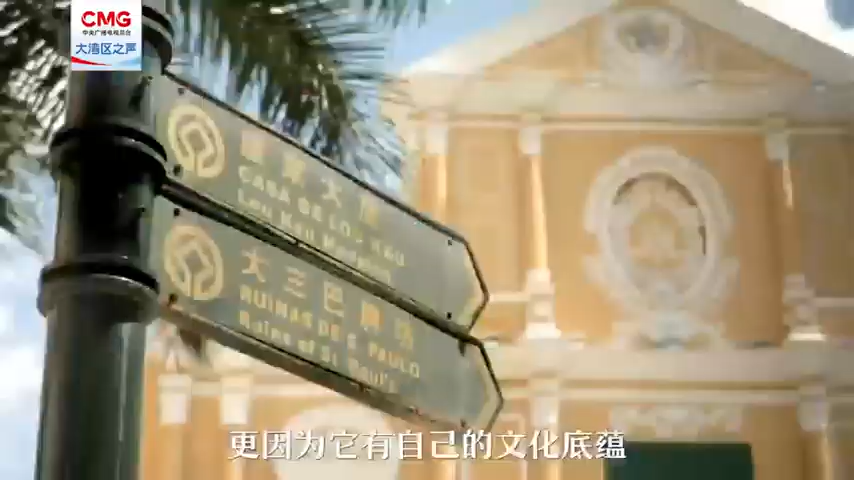 CMG
中央广播电视总台
大湾区之声
卢家大屋
CASA DE LOU KAU
Lou Kau Mansion
大三巴牌坊
RUINAS DE S. PAULO
Ruins of St. Paul's
更因为它有自己的文化底蕴